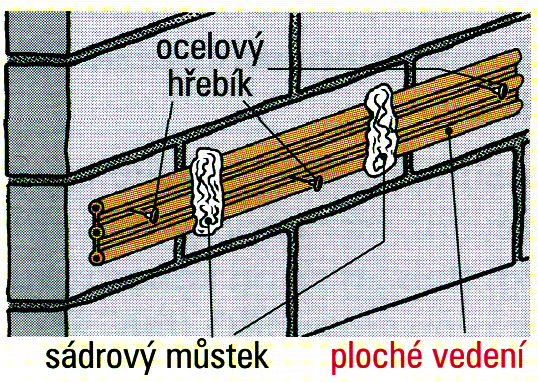 ocelový
hřebík
sádrový můstek
ploché vedení